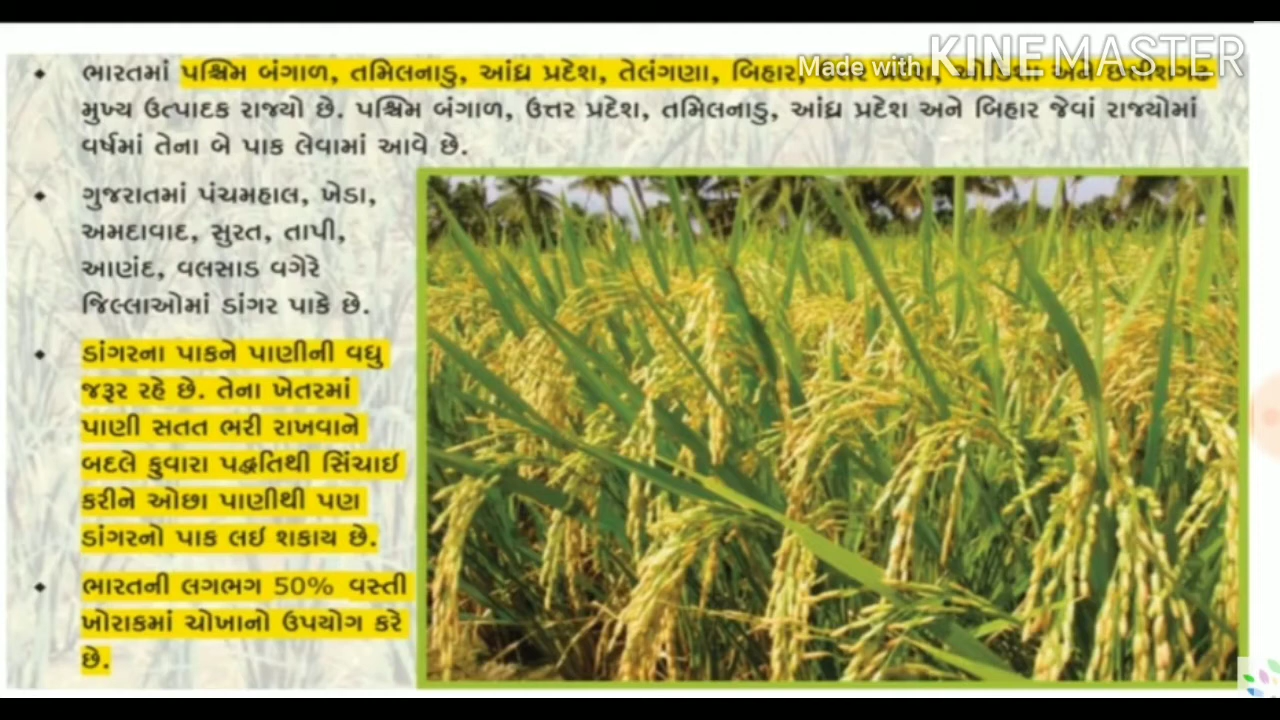 ભારતમાં પશ્ચિમ બંગાળ, તમિલનાડુ, આંધ્ર પ્રદેશ, તેલંગણા, બિહાર,
Made with KINEMASTER
મુખ્ય ઉત્પાદક રાજ્યો છે. પશ્ચિમ બંગાળ, ઉત્તર પ્રદેશ, તમિલનાડુ, આંધ્ર પ્રદેશ અને બિહાર જેવાં રાજ્યોમાં
વર્ષમાં તેના બે પાક લેવામાં આવે છે.
ગુજરાતમાં પંચમહાલ, ખેડા,
અમદાવાદ, સુરત, તાપી,
આણંદ, વલસાડ વગેરે
જિલ્લાઓમાં ડાંગર પાકે છે.
ડાંગરના પાકને પાણીની વધુ
જરૂર રહે છે. તેના ખેતરમાં
પાણી સતત ભરી રાખવાને
બદલે ફુવારા પદ્ધતિથી સિંચાઈ
કરીને ઓછા પાણીથી પણ
ડાંગરનો પાક લઈ શકાય છે.
ભારતની લગભગ 50% વસ્તી
ખોરાકમાં ચોખાનો ઉપયોગ કરે
છે.